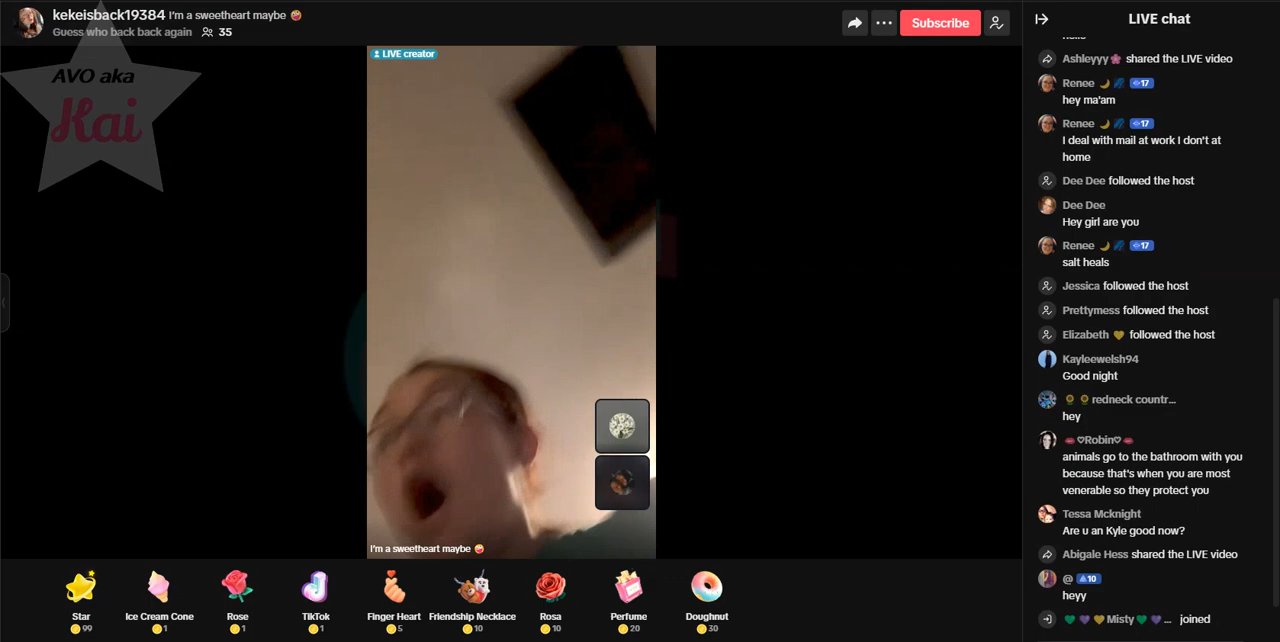 kekeisback19384 I'm a sweetheart maybe
Guess who back back again 35
Subscribe
LIVE chat
AVO aka
Kai
LIVE creator
I'm a sweetheart maybe
Star
99
Ice Cream Cone
1
Rose
1
TikTok
1
Finger Heart
5
Friendship Necklace
10
Rosa
10
Perfume
20
Doughnut
30
Ashleyyy shared the LIVE video
Renee 17
hey ma'am
Renee 17
I deal with mail at work I don't at
home
Dee Dee followed the host
Dee Dee
Hey girl are you
Renee 17
salt heals
Jessica followed the host
Prettymess followed the host
Elizabeth followed the host
Kayleewelsh94
Good night
redneck countr...
hey
♡Robin♡
animals go to the bathroom with you
because that's when you are most
venerable so they protect you
Tessa Mcknight
Are u an Kyle good now?
Abigale Hess shared the LIVE video
@ 10
heyy
Misty ... joined